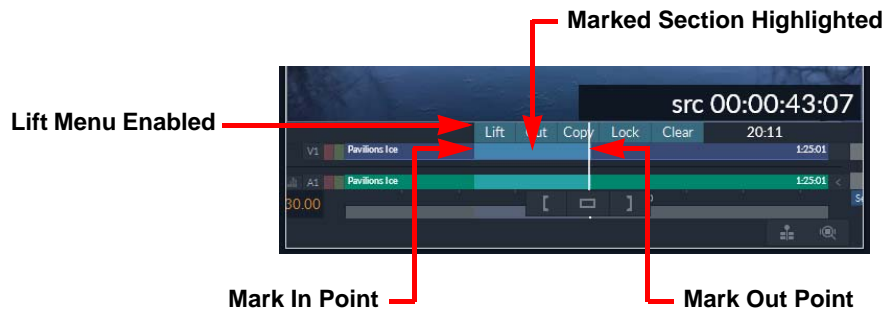 Marked Section Highlighted
src 00:00:43:07
Lift Menu Enabled
Lift Cut Copy Lock Clear 20:11
V1 Pavilions Ice 1:25:01
A1 Pavilions Ice 1:25:01 <
30.00 [ ]
Mark In Point
Mark Out Point